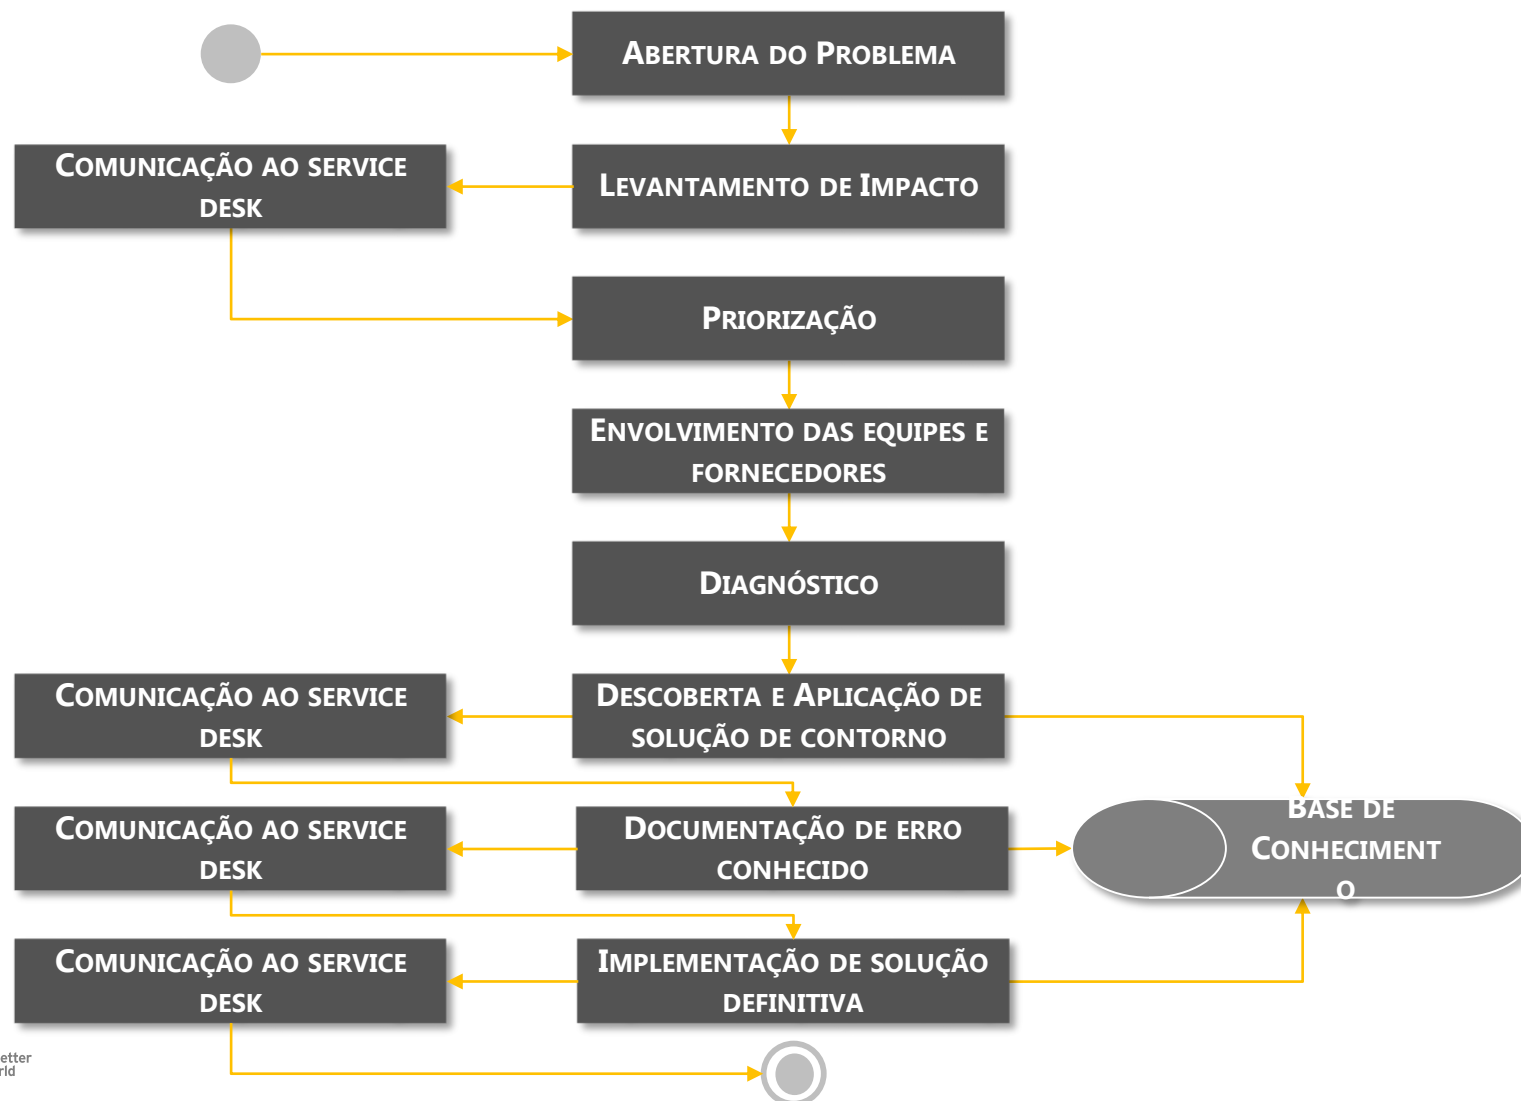 ABERTURA DO PROBLEMA
COMUNICAÇÃO AO SERVICE
DESK
LEVANTAMENTO DE IMPACTO
PRIORIZAÇÃO
ENVOLVIMENTO DAS EQUIPES E
FORNECEDORES
DIAGNÓSTICO
COMUNICAÇÃO AO SERVICE
DESK
DESCOBERTA E APLICAÇÃO DE
SOLUÇÃO DE CONTORNO
COMUNICAÇÃO AO SERVICE
DESK
DOCUMENTAÇÃO DE ERRO
CONHECIDO
BASE DE
CONHECIMENT
O
COMUNICAÇÃO AO SERVICE
DESK
IMPLEMENTAÇÃO DE SOLUÇÃO
DEFINITIVA
etter
rld